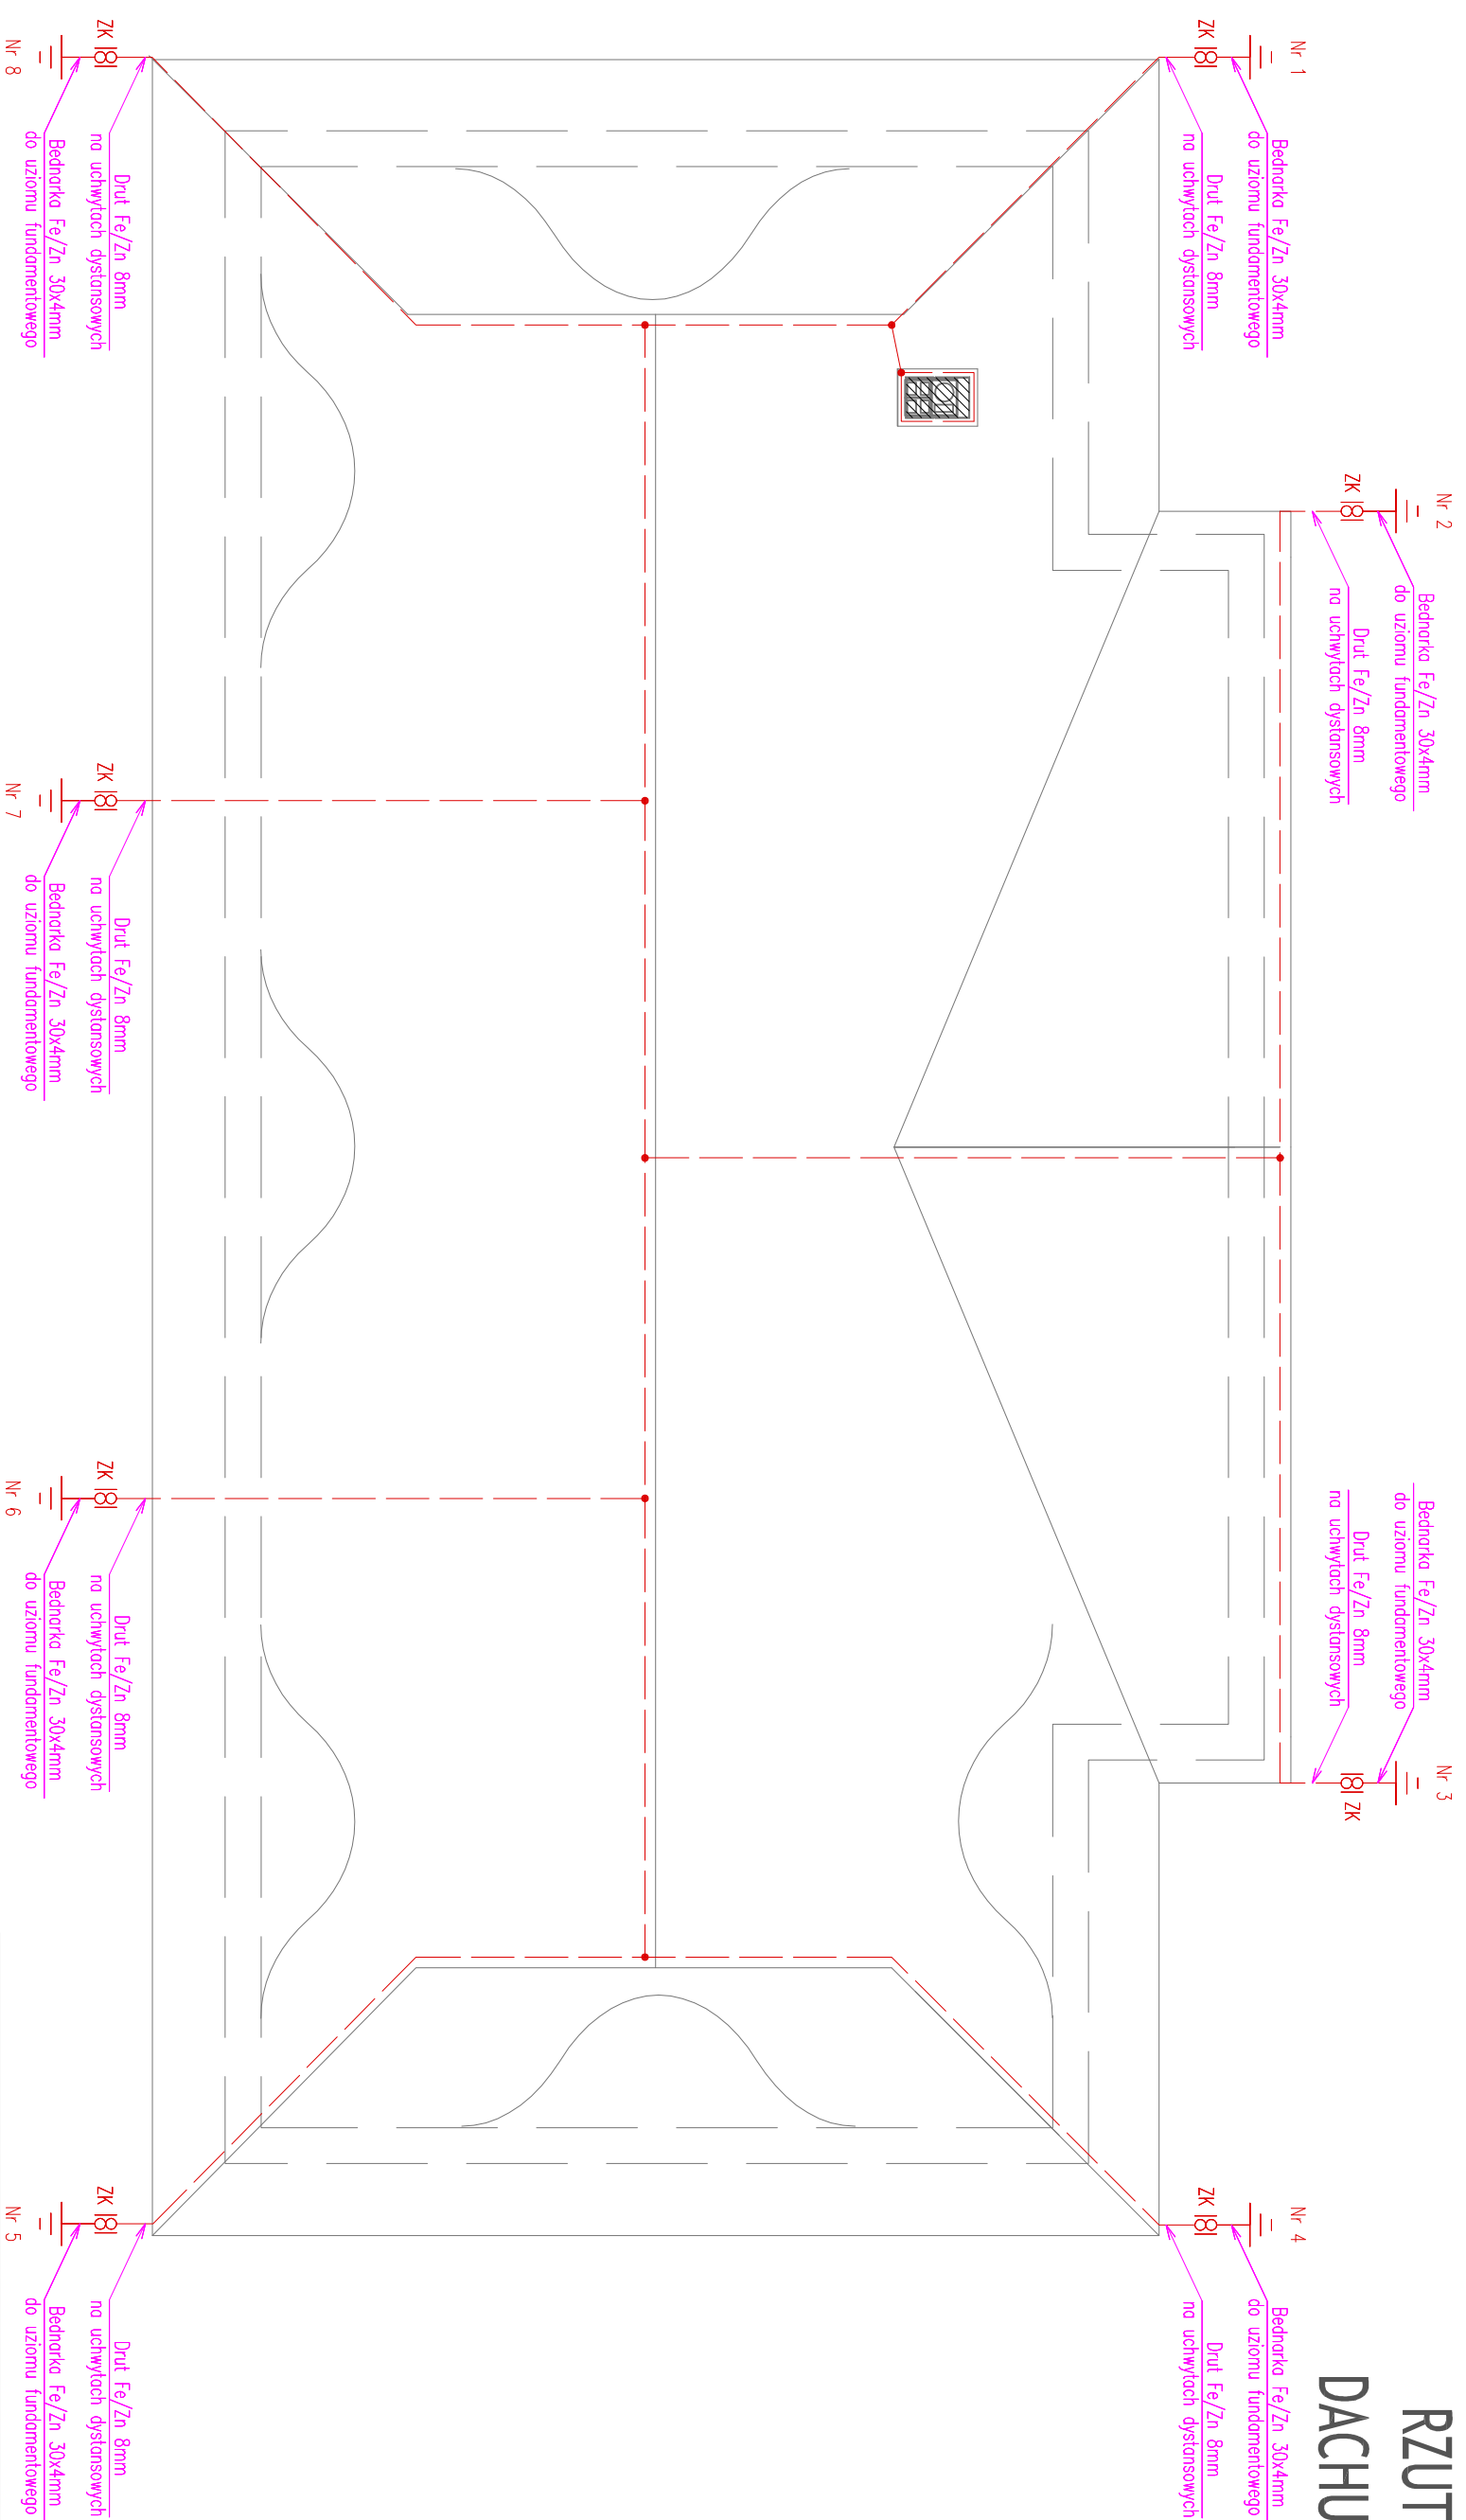 RZUT
DACHU
Nr 1
ZK
Bednarka Fe/Zn 30x4mm
do uziomu fundamentowego
Drut Fe/Zn 8mm
na uchwytach dystansowych
Nr 2
ZK
Bednarka Fe/Zn 30x4mm
do uziomu fundamentowego
Drut Fe/Zn 8mm
na uchwytach dystansowych
Nr 3
ZK
Bednarka Fe/Zn 30x4mm
do uziomu fundamentowego
Drut Fe/Zn 8mm
na uchwytach dystansowych
Nr 4
ZK
Bednarka Fe/Zn 30x4mm
do uziomu fundamentowego
Drut Fe/Zn 8mm
na uchwytach dystansowych
Nr 8
ZK
Drut Fe/Zn 8mm
na uchwytach dystansowych
Bednarka Fe/Zn 30x4mm
do uziomu fundamentowego
Nr 7
ZK
Drut Fe/Zn 8mm
na uchwytach dystansowych
Bednarka Fe/Zn 30x4mm
do uziomu fundamentowego
Nr 6
ZK
Drut Fe/Zn 8mm
na uchwytach dystansowych
Bednarka Fe/Zn 30x4mm
do uziomu fundamentowego
Nr 5
ZK
Drut Fe/Zn 8mm
na uchwytach dystansowych
Bednarka Fe/Zn 30x4mm
do uziomu fundamentowego